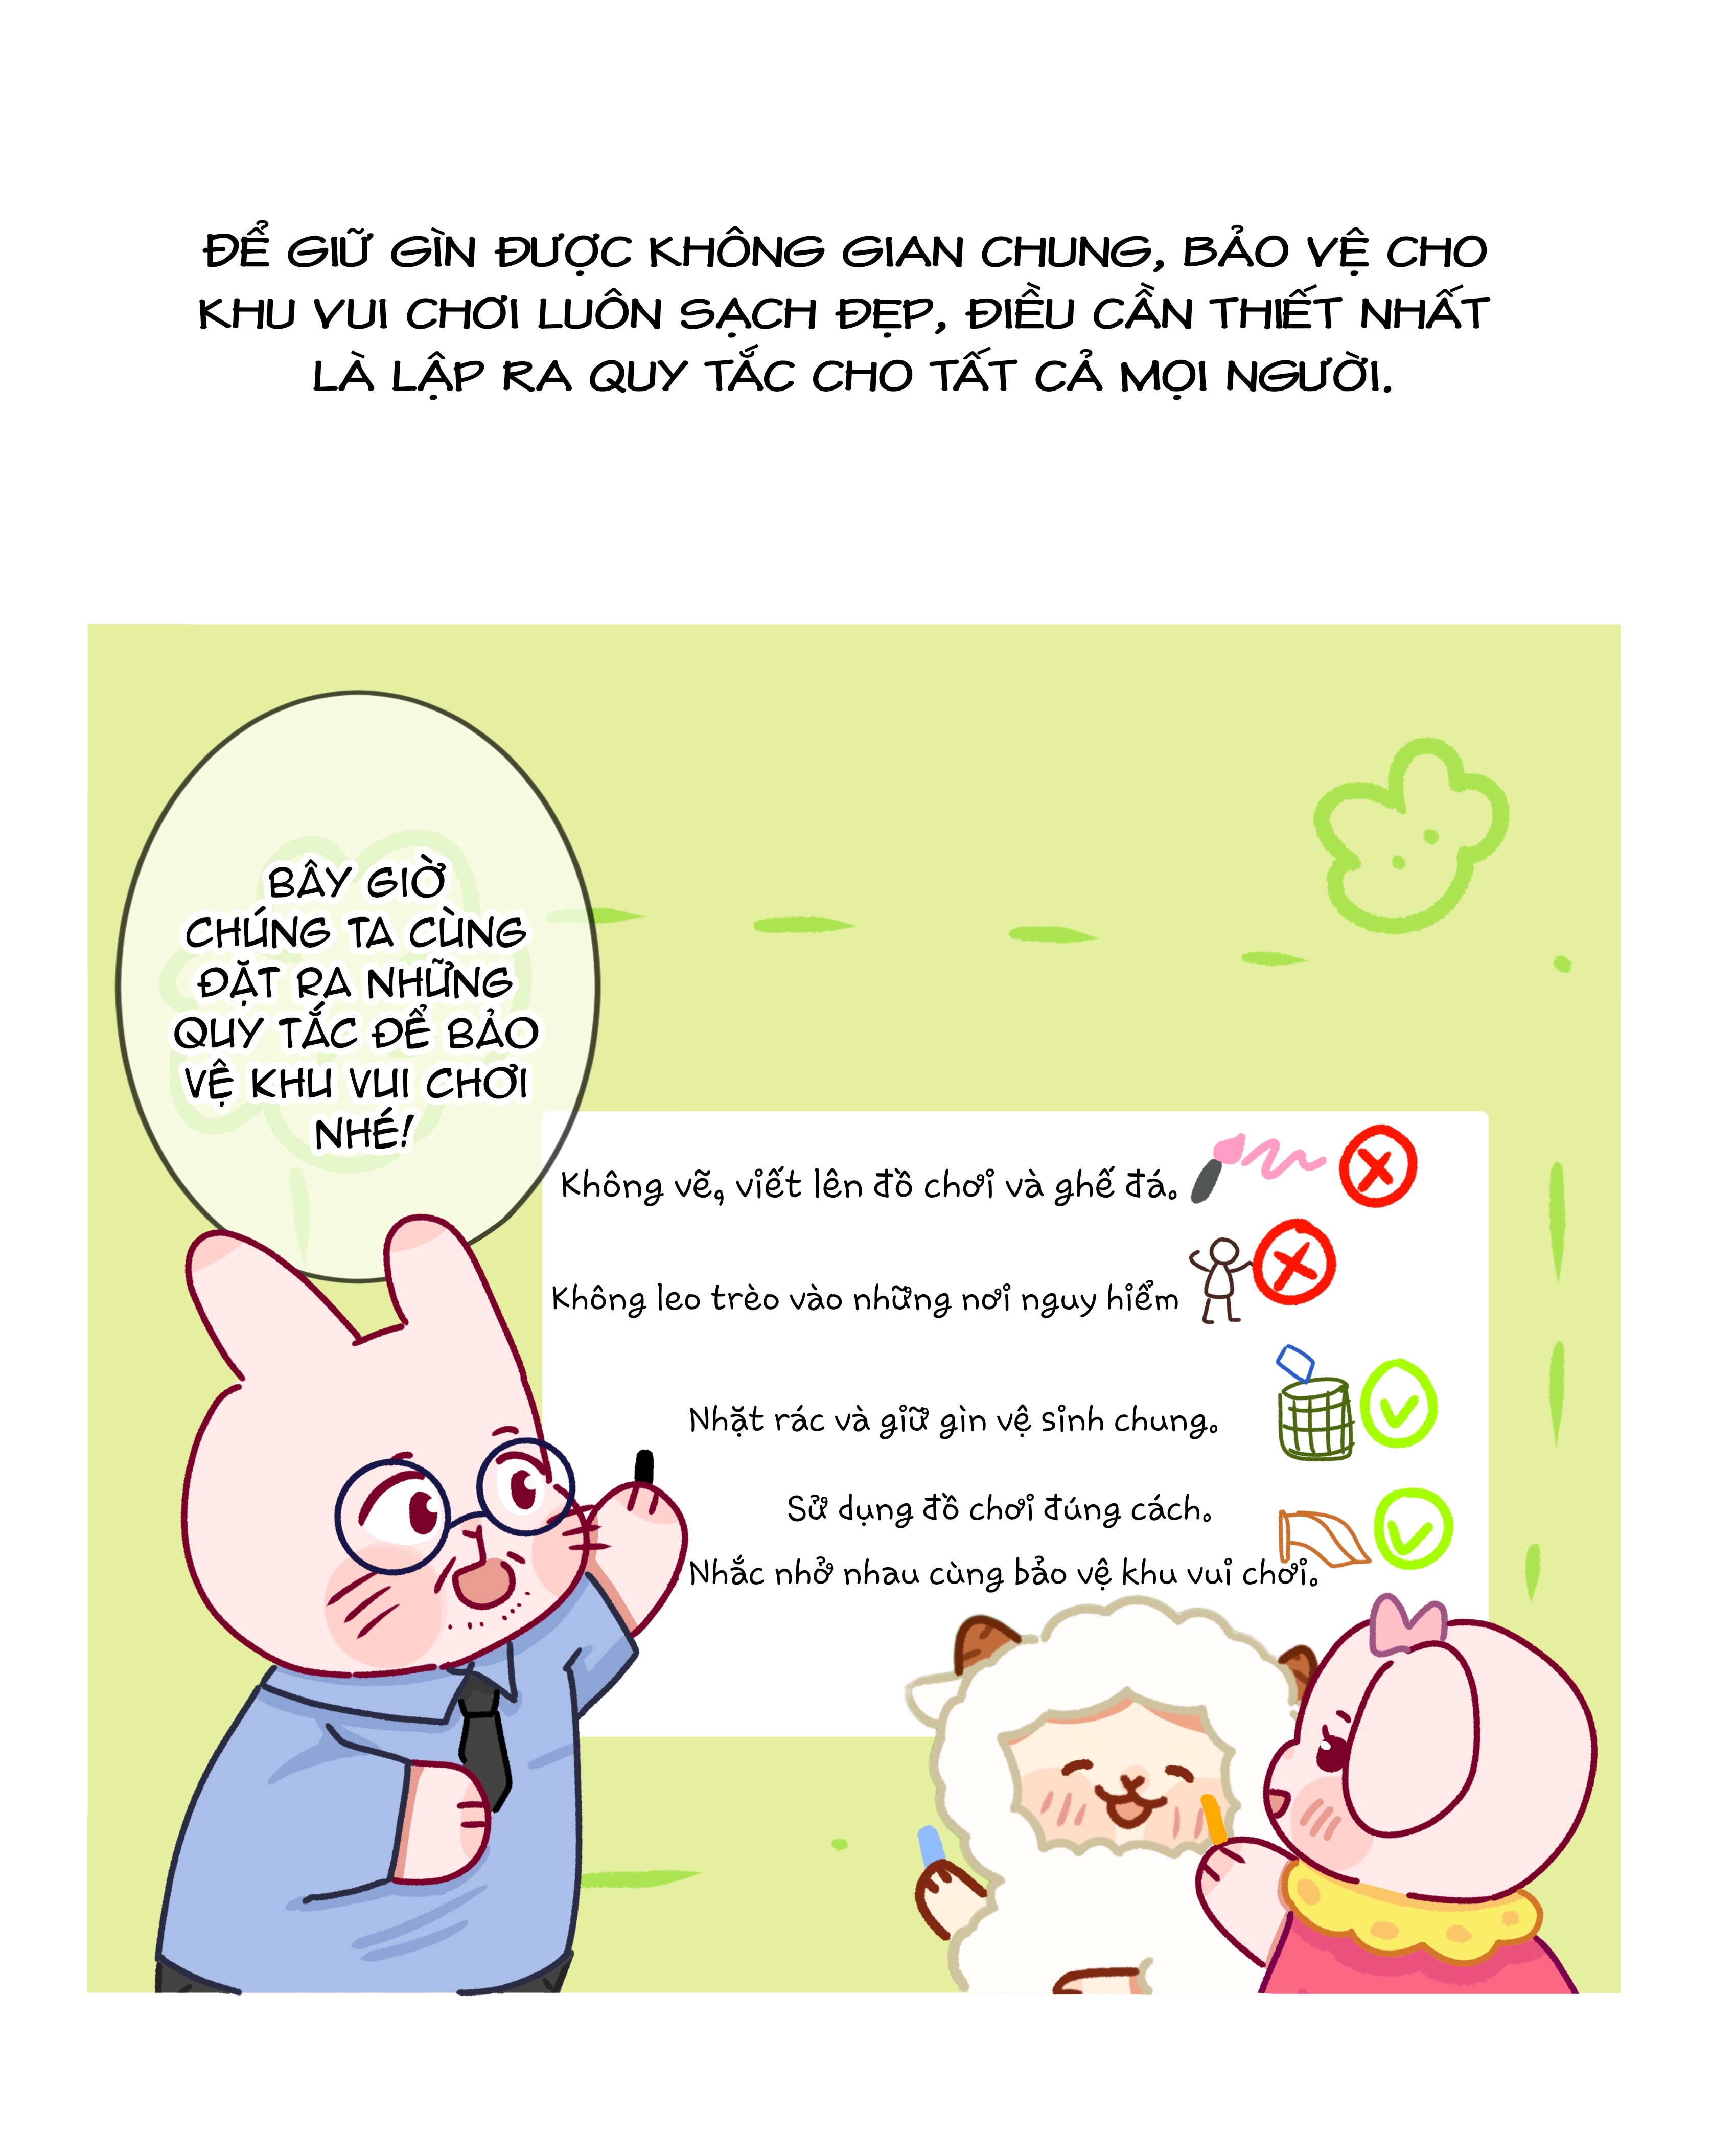 ĐỂ GIỮ GÌN ĐƯỢC KHÔNG GIAN CHUNG, BẢO VỆ CHO
KHU VUI CHƠI LUÔN SẠCH ĐẸP, ĐIỀU CẦN THIẾT NHẤT
LÀ LẬP RA QUY TẮC CHO TẤT CẢ MỌI NGƯỜI.
BÂY GIỜ
CHÚNG TA CÙNG
ĐẶT RA NHỮNG
QUY TẮC ĐỂ BẢO
VỆ KHU VUI CHƠI
NHÉ!
Không vẽ, viết lên đồ chơi và ghế đá.
Không leo trèo vào những nơi nguy hiểm
Nhặt rác và giữ gìn vệ sinh chung.
Sử dụng đồ chơi đúng cách.
Nhắc nhở nhau cùng bảo vệ khu vui chơi.